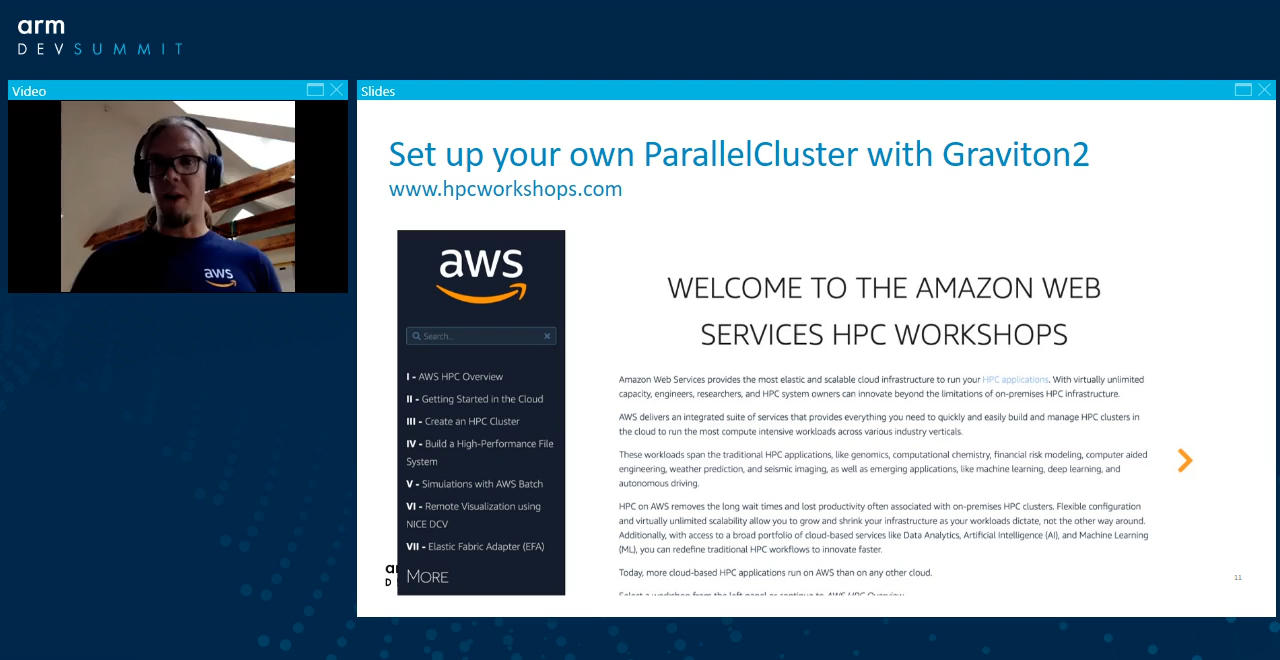 arm
DEVSUMMIT
Video
Slides
aws
Set up your own ParallelCluster with Graviton2
www.hpcworkshops.com
aws
Search...
I - AWS HPC Overview
II - Getting Started in the Cloud
III - Create an HPC Cluster
IV - Build a High-Performance File
System
V - Simulations with AWS Batch
VI - Remote Visualization using
NICE DCV
VII - Elastic Fabric Adapter (EFA)
MORE
WELCOME TO THE AMAZON WEB
SERVICES HPC WORKSHOPS
Amazon Web Services provides the most elastic and scalable cloud infrastructure to run your HPC applications. With virtually unlimited
capacity, engineers, researchers, and HPC system owners can innovate beyond the limitations of on-premises HPC infrastructure.
AWS delivers an integrated suite of services that provides everything you need to quickly and easily build and manage HPC clusters in
the cloud to run the most compute intensive workloads across various industry verticals.
These workloads span the traditional HPC applications, like genomics, computational chemistry, financial risk modeling, computer aided
engineering, weather prediction, and seismic imaging, as well as emerging applications, like machine learning, deep learning, and
autonomous driving.
HPC on AWS removes the long wait times and lost productivity often associated with on-premises HPC clusters. Flexible configuration
and virtually unlimited scalability allow you to grow and shrink your infrastructure as your workloads dictate, not the other way around.
Additionally, with access to a broad portfolio of cloud-based services like Data Analytics, Artificial Intelligence (AI), and Machine Learning
(ML), you can redefine traditional HPC workflows to innovate faster.
Today, more cloud-based HPC applications run on AWS than on any other cloud.
Select a workshop from the left panel or continue to AWS HPC Overview
11